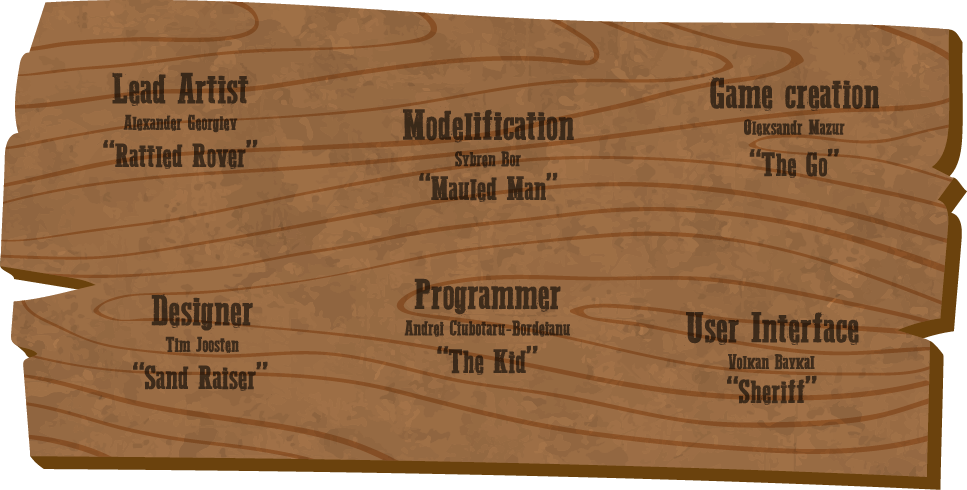 Lead Artist
Alexander Georgiev
“Rattled Rover”
Modelification
Sybren Bor
“Mauled Man”
Game creation
Oleksandr Mazur
“The Go”
Designer
Tim Joosten
“Sand Raiser”
Programmer
Andrei Ciubotaru-Bordeianu
“The Kid”
User Interface
Volkan Baykal
“Sheriff”